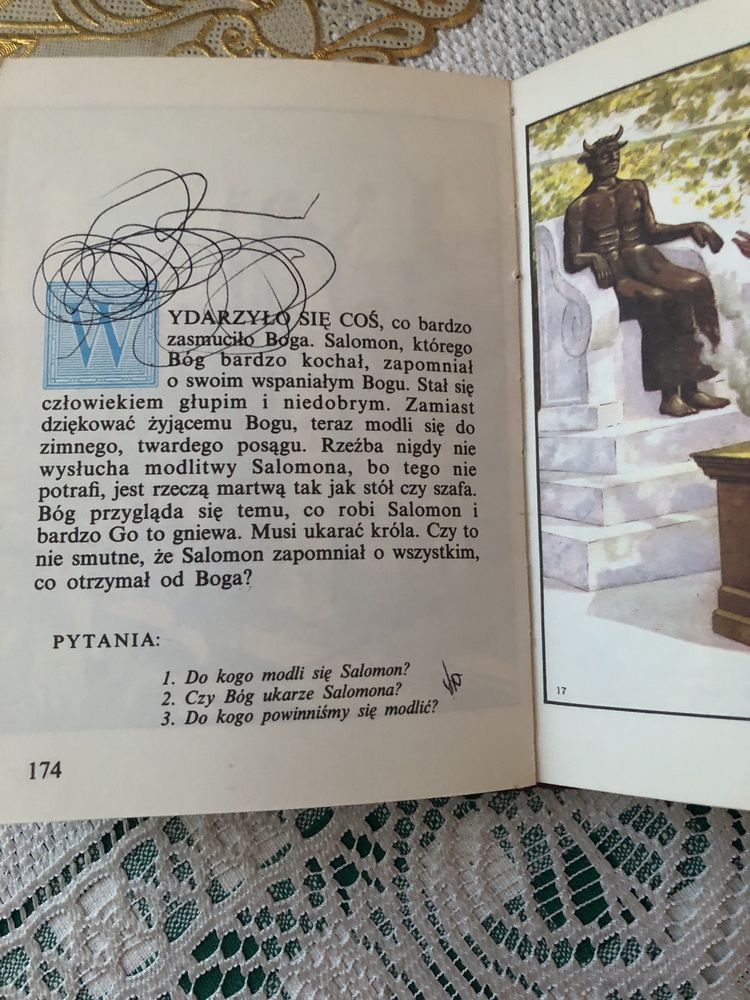 WYDARZYŁO SIĘ COŚ, co bardzo
zasmuciło Boga. Salomon, którego
Bóg bardzo kochał, zapomniał
o swoim wspaniałym Bogu. Stał się
człowiekiem głupim i niedobrym. Zamiast
dziękować żyjącemu Bogu, teraz modli się do
zimnego, twardego posągu. Rzeźba nigdy nie
wysłucha modlitwy Salomona, bo tego nie
potrafi, jest rzeczą martwą tak jak stół czy szafa.
Bóg przygląda się temu, co robi Salomon i
bardzo Go to gniewa. Musi ukarać króla. Czy to
nie smutne, że Salomon zapomniał o wszystkim,
co otrzymał od Boga?
PYTANIA:
1. Do kogo modli się Salomon?
2. Czy Bóg ukarze Salomona?
3. Do kogo powinniśmy się modlić?
174
17